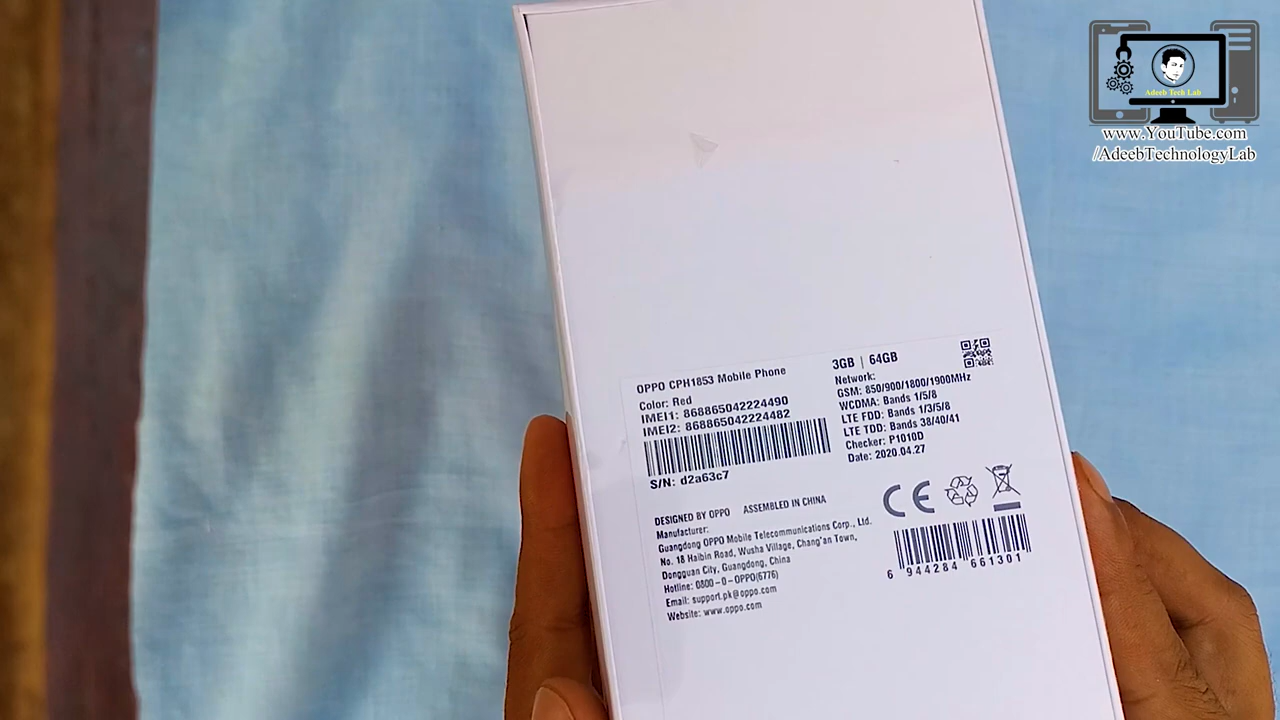 Adeeb Tech Lab
www.YouTube.com
/AdeebTechnologyLab
OPPO CPH1853 Mobile Phone
Color: Red
IMEI1: 868865042224490
IMEI2: 868865042224482
S/N: d2a63c7
3GB | 64GB
Network:
GSM: 850/900/1800/1900MHz
WCDMA: Bands 1/5/8
LTE FDD: Bands 1/3/5/8
LTE TDD: Bands 38/40/41
Checker: P1010D
Date: 2020.04.27
DESIGNED BY OPPO ASSEMBLED IN CHINA
Manufacturer:
Guangdong OPPO Mobile Telecommunications Corp., Ltd.
No. 18 Haibin Road, Wusha Village, Chang'an Town,
Dongguan City, Guangdong, China
Hotline: 0800-0-OPPO(6776)
Email: support.pk@oppo.com
Website: www.oppo.com
CE
6 944284 661301